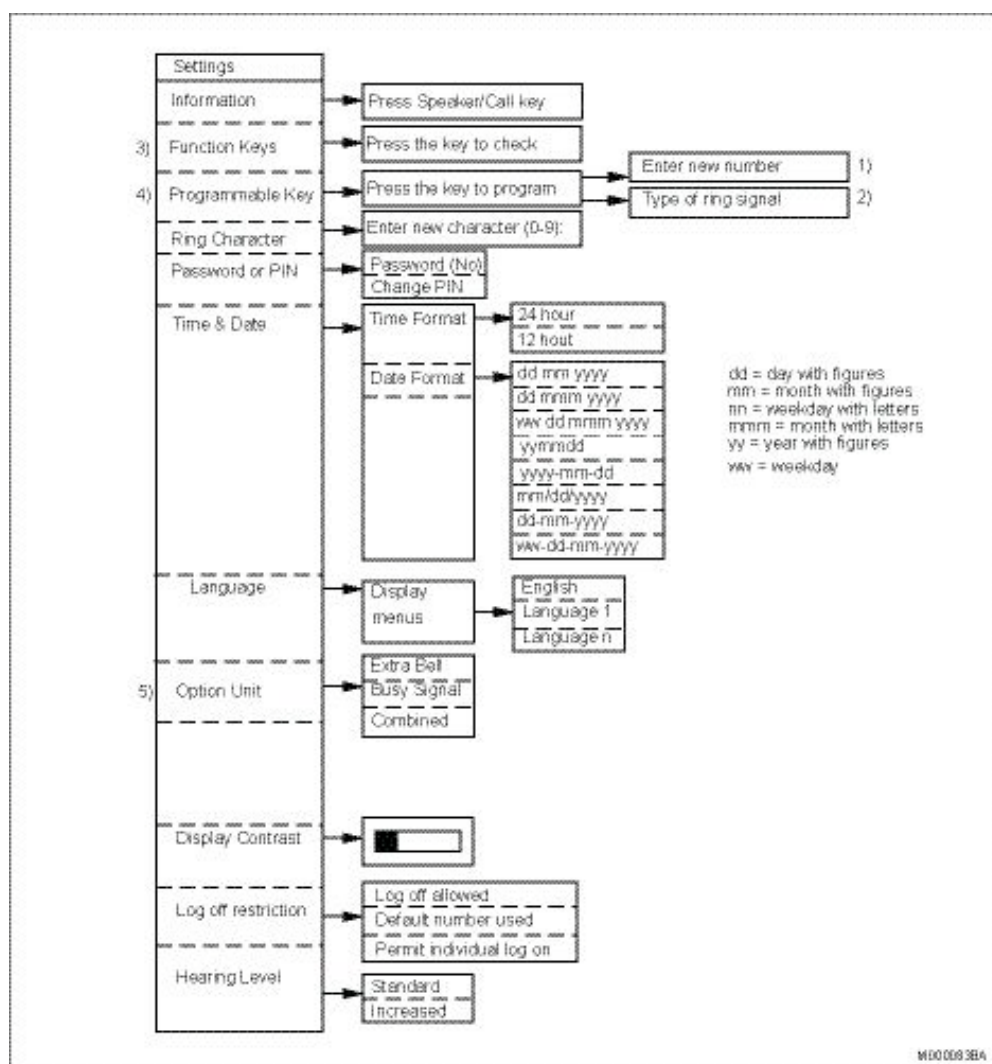 Settings
Information
Press Speaker/Call key
3) Function Keys
Press the key to check
4) Programmable Key
Press the key to program
Enter new number 1)
Type of ring signal 2)
Ring Character
Enter new character (0-9):
Password or PIN
Password (No)
Change PIN
Time & Date
Time Format
24 hour
12 hout
Date Format
dd mm yyyy
dd mmm yyyy
ww dd mmm yyyy
yymmdd
yyyy-mm-dd
mm/dd/yyyy
dd-mm-yyyy
ww-dd-mm-yyyy
dd = day with figures
mm = month with figures
nn = weekday with letters
mmm = month with letters
yy = year with figures
ww = weekday
Language
Display
menus
English
Language 1
Language n
5) Option Unit
Extra Bell
Busy Signal
Combined
Display Contrast
Log off restriction
Log off allowed
Default number used
Permit individual log on
Hearing Level
Standard
Increased